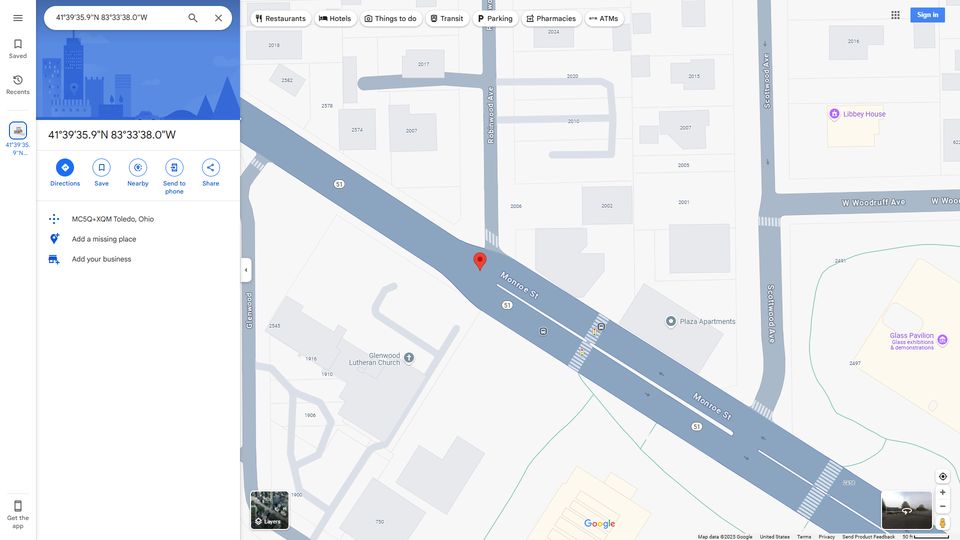 41°39'35.9"N 83°33'38.0"W
Restaurants
Hotels
Things to do
Transit
Parking
Pharmacies
ATMs
Sign in
Saved
Recents
41°39'35.
9"N...
Get the
app
41°39'35.9"N 83°33'38.0"W
Directions
Save
Nearby
Send to
phone
Share
MC5Q+XQM Toledo, Ohio
Add a missing place
Add your business
2018
2017
2024
2016
2562
2020
2015
2578
2010
2574
2007
2007
2005
2006
2002
2001
Robinwood Ave
Scottwood Ave
Libbey House
W Woodruff Ave
51
Monroe St
51
Scottwood Ave
Glenwood
2545
1916
1910
1906
1900
750
Glenwood
Lutheran Church
Plaza Apartments
Glass Pavilion
Glass exhibitions
& demonstrations
2497
Monroe St
51
Layers
Google
Map data ©2025 Google
United States
Terms
Privacy
Send Product Feedback
50 ft